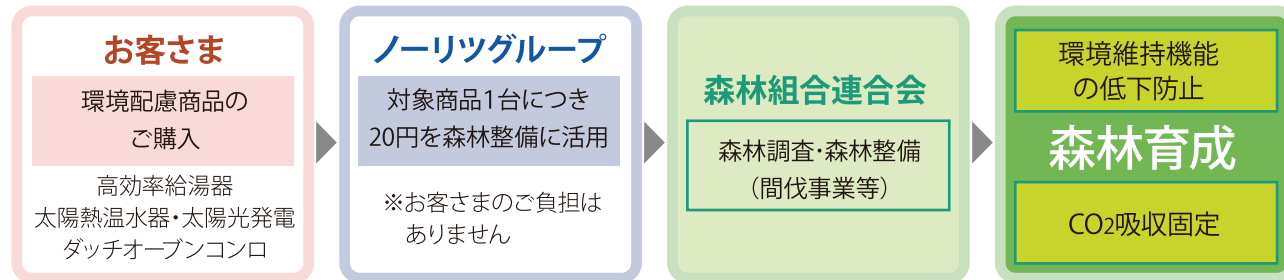 お客さま
環境配慮商品の
ご購入
高効率給湯器
太陽熱温水器・太陽光発電
ダッチオーブンコンロ
ノーリツグループ
対象商品1台につき
20円を森林整備に活用
※お客さまのご負担は
ありません
森林組合連合会
森林調査・森林整備
（間伐事業等）
環境維持機能
の低下防止
森林育成
CO2吸収固定